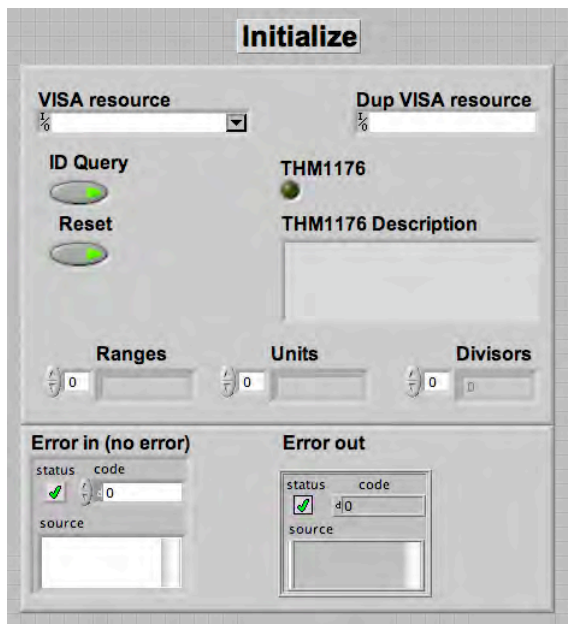 Initialize
VISA resource
Dup VISA resource
I/O
I/O
ID Query
THM1176
Reset
THM1176 Description
Ranges
Units
Divisors
0
0
0
0
Error in (no error)
Error out
status code
d 0
source
status code
d 0
source